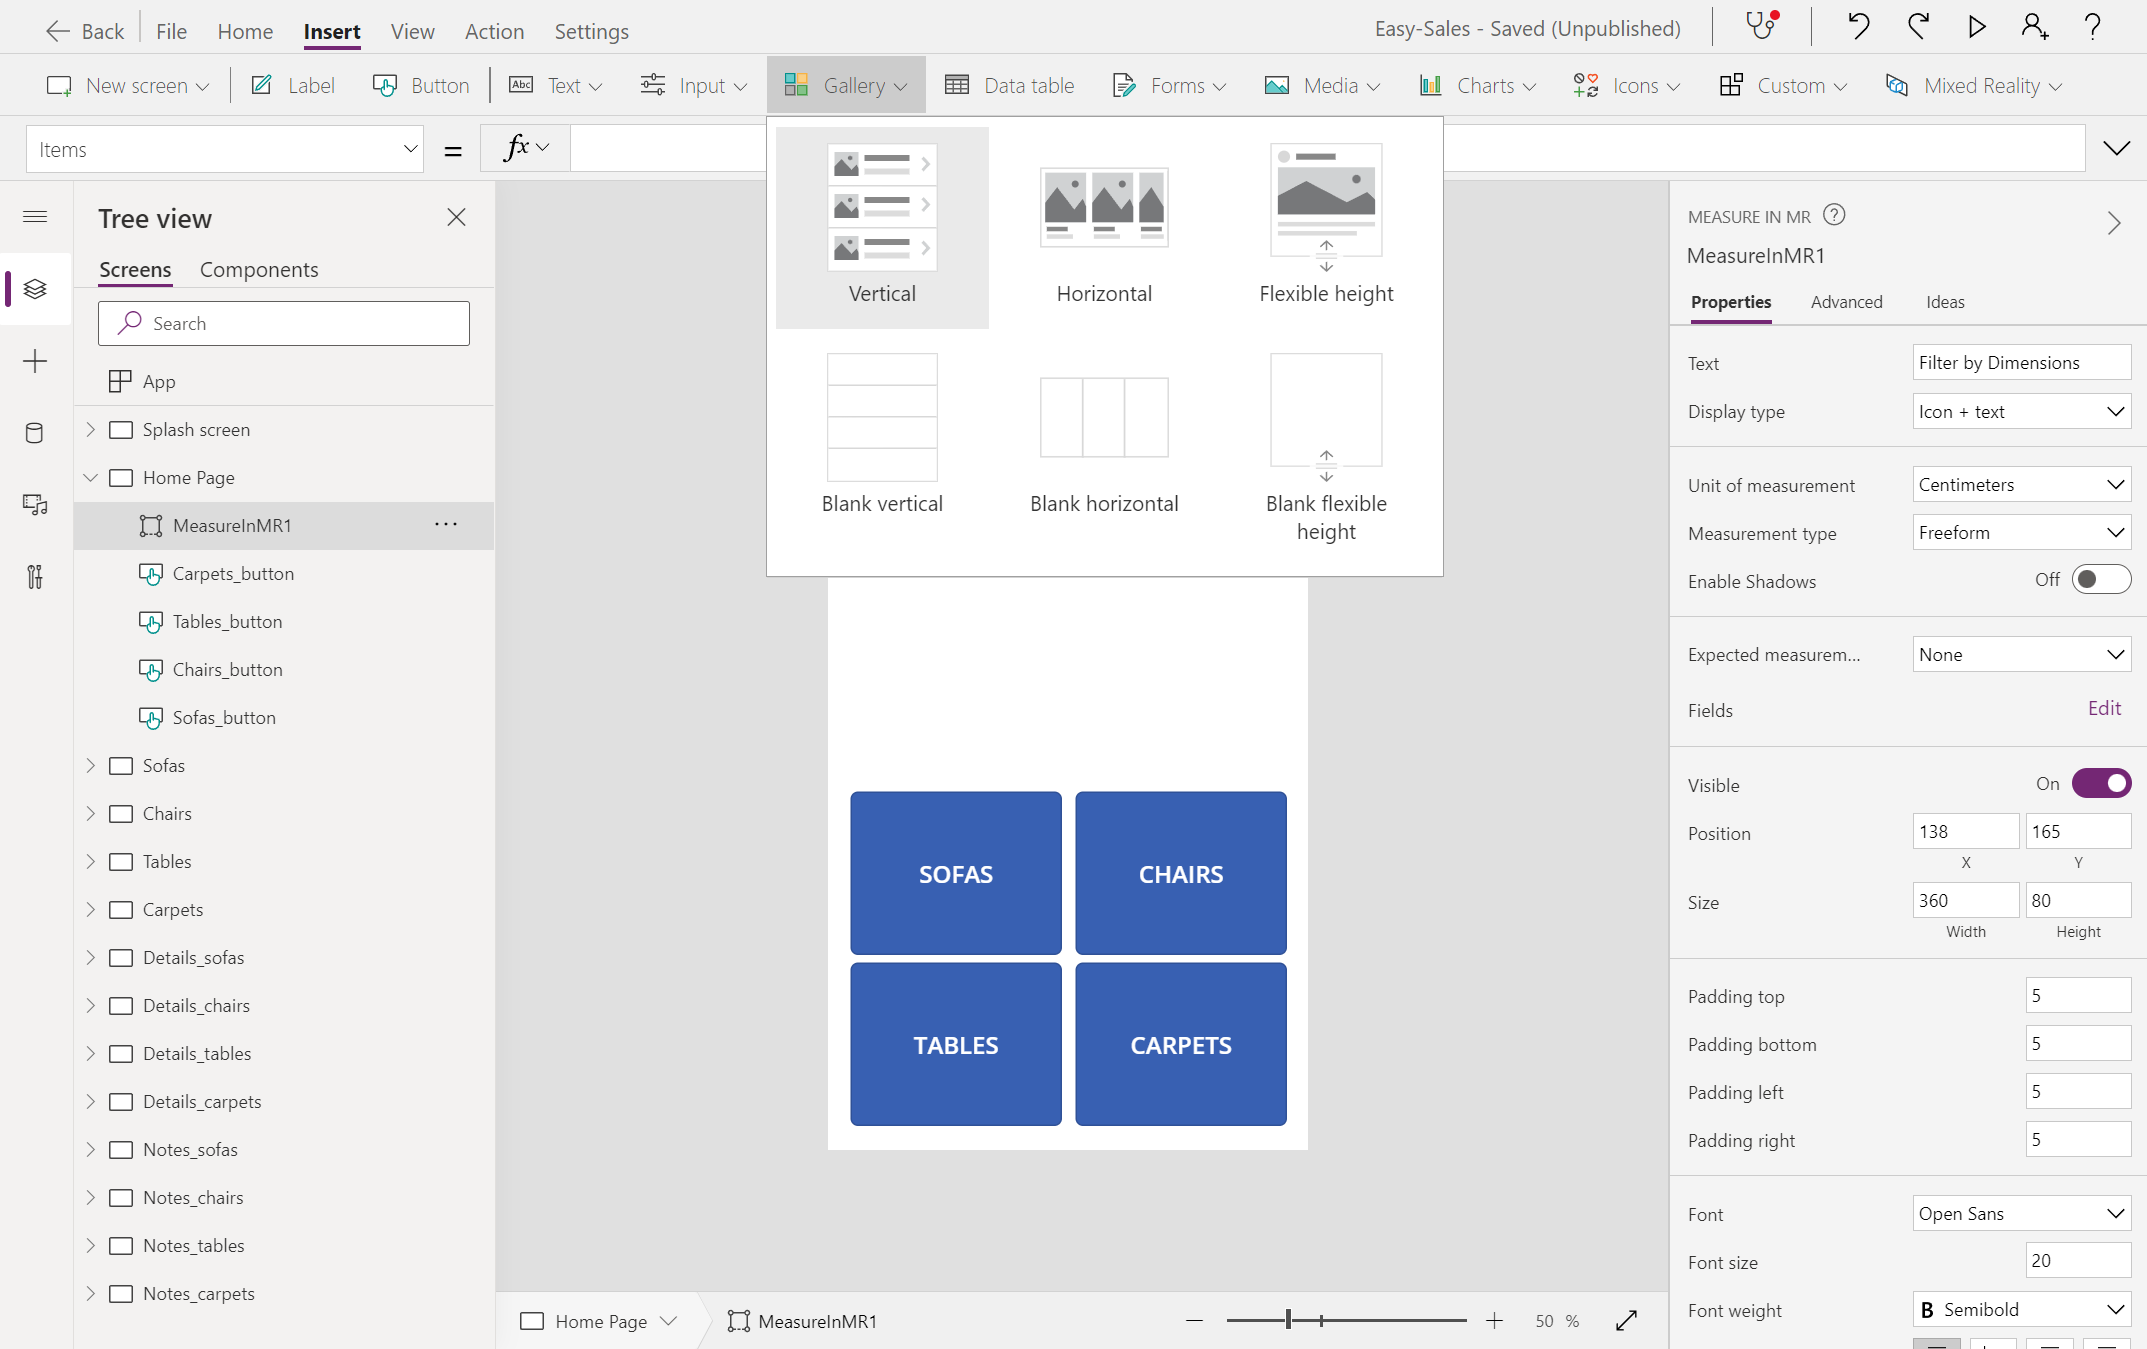 Back
File
Home
Insert
View
Action
Settings
Easy-Sales - Saved (Unpublished)
New screen
Label
Button
Abc Text
Input
Gallery
Data table
Forms
Media
Charts
Icons
Custom
Mixed Reality
Items
=
fx
Vertical
Horizontal
Flexible height
Blank vertical
Blank horizontal
Blank flexible
height
Tree view
Screens
Components
Search
App
Splash screen
Home Page
MeasureInMR1
...
Carpets_button
Tables_button
Chairs_button
Sofas_button
Sofas
Chairs
Tables
Carpets
Details_sofas
Details_chairs
Details_tables
Details_carpets
Notes_sofas
Notes_chairs
Notes_tables
Notes_carpets
SOFAS
CHAIRS
TABLES
CARPETS
Home Page
MeasureInMR1
50 %
MEASURE IN MR
MeasureInMR1
Properties
Advanced
Ideas
Text
Filter by Dimensions
Display type
Icon + text
Unit of measurement
Centimeters
Measurement type
Freeform
Enable Shadows
Off
Expected measurem...
None
Fields
Edit
Visible
On
Position
138
165
X
Y
Size
360
80
Width
Height
Padding top
5
Padding bottom
5
Padding left
5
Padding right
5
Font
Open Sans
Font size
20
Font weight
B Semibold